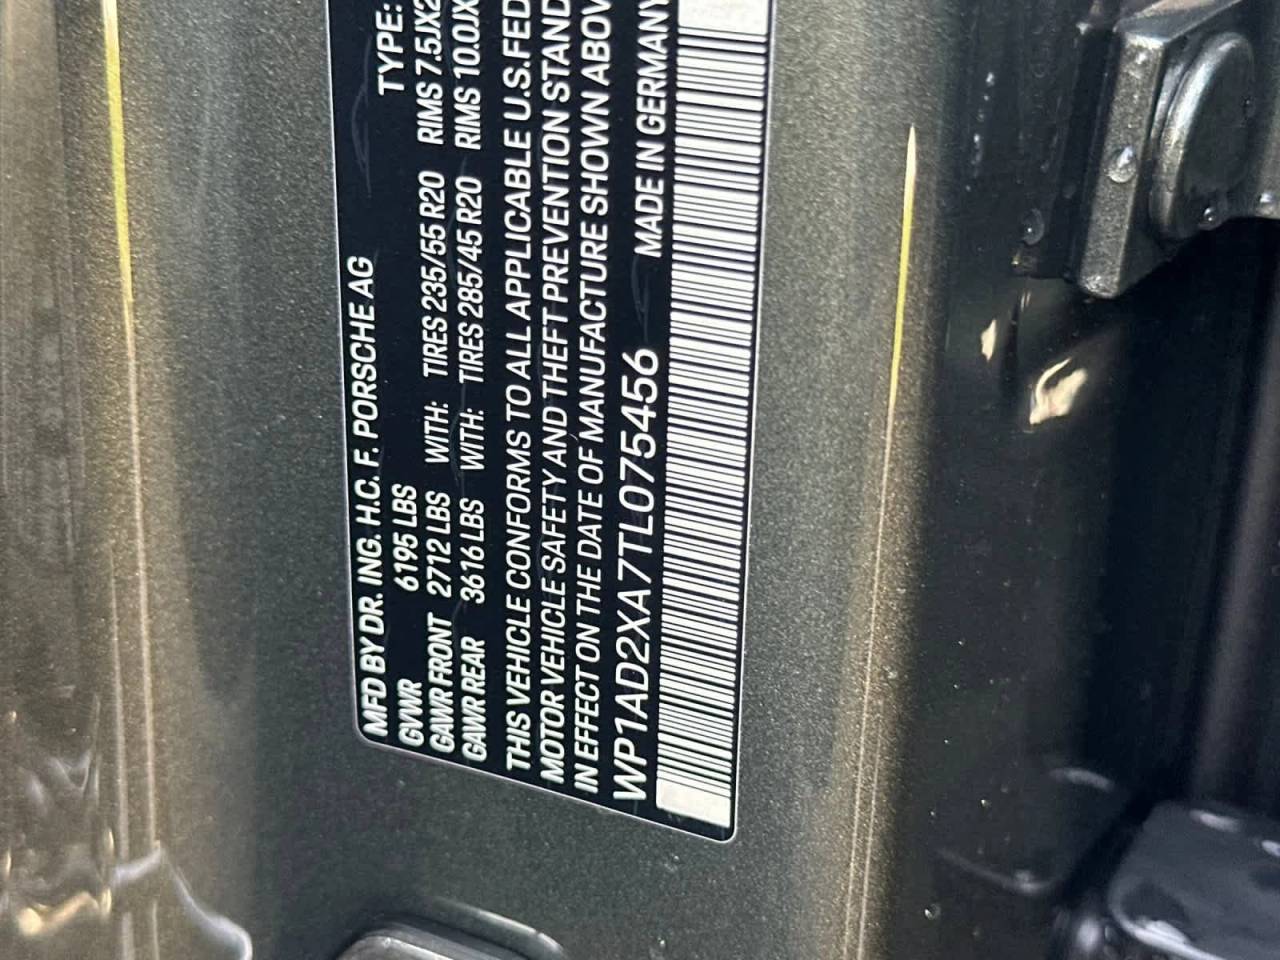 MFD BY DR. ING. H.C. F. PORSCHE AG TYPE:
GVWR 6195 LBS
GAWR FRONT 2712 LBS WITH: TIRES 235/55 R20 RIMS 7.5JX2
GAWR REAR 3616 LBS WITH: TIRES 285/45 R20 RIMS 10.0JX
THIS VEHICLE CONFORMS TO ALL APPLICABLE U.S.FED
MOTOR VEHICLE SAFETY AND THEFT PREVENTION STAND
IN EFFECT ON THE DATE OF MANUFACTURE SHOWN ABOV
WP1AD2XA7TL075456 MADE IN GERMANY